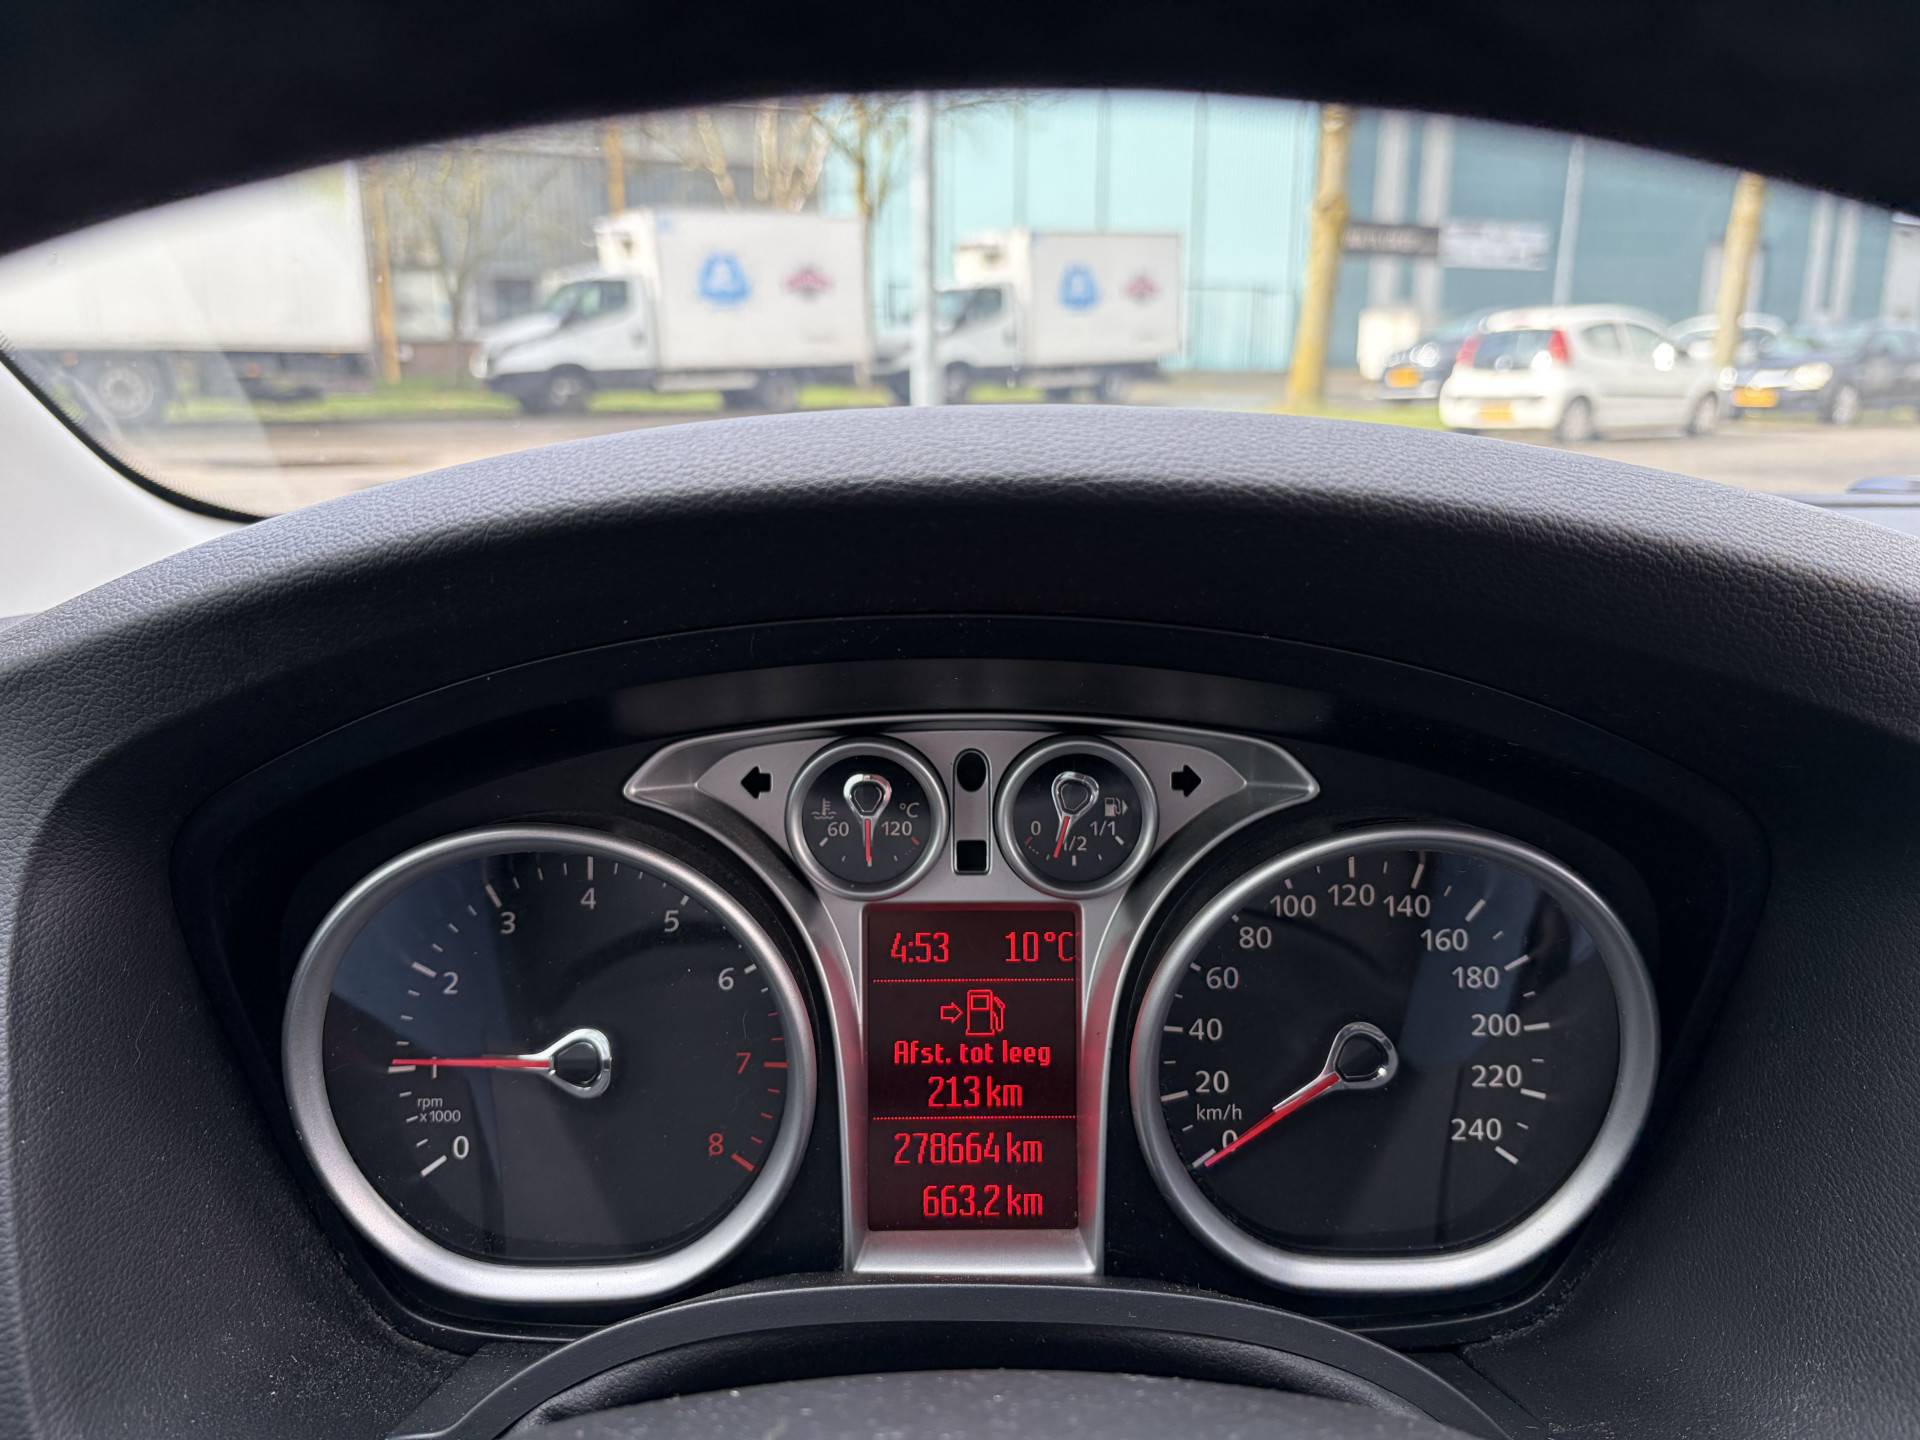 60 °C 120
0 1/2 1/1
0 1 2 3 4 5 6 7 8
rpm
x1000
4:53 10°C
Afst. tot leeg
213 km
278664 km
663.2 km
0 20 40 60 80 100 120 140 160 180 200 220 240
km/h